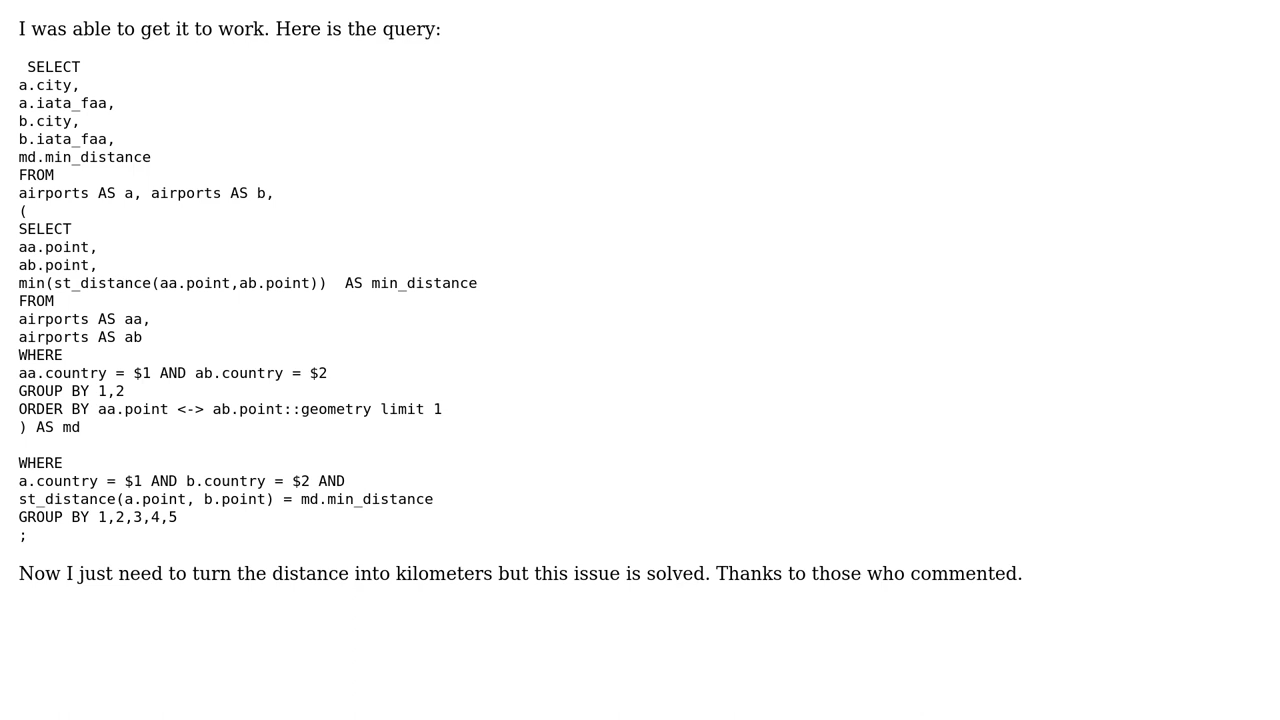 I was able to get it to work. Here is the query:
SELECT
a.city,
a.iata_faa,
b.city,
b.iata_faa,
md.min_distance
FROM
airports AS a, airports AS b,
(
SELECT
aa.point,
ab.point,
min(st_distance(aa.point,ab.point))  AS min_distance
FROM
airports AS aa,
airports AS ab
WHERE
aa.country = $1 AND ab.country = $2
GROUP BY 1,2
ORDER BY aa.point <-> ab.point::geometry limit 1
) AS md
WHERE
a.country = $1 AND b.country = $2 AND
st_distance(a.point, b.point) = md.min_distance
GROUP BY 1,2,3,4,5
;
Now I just need to turn the distance into kilometers but this issue is solved. Thanks to those who commented.